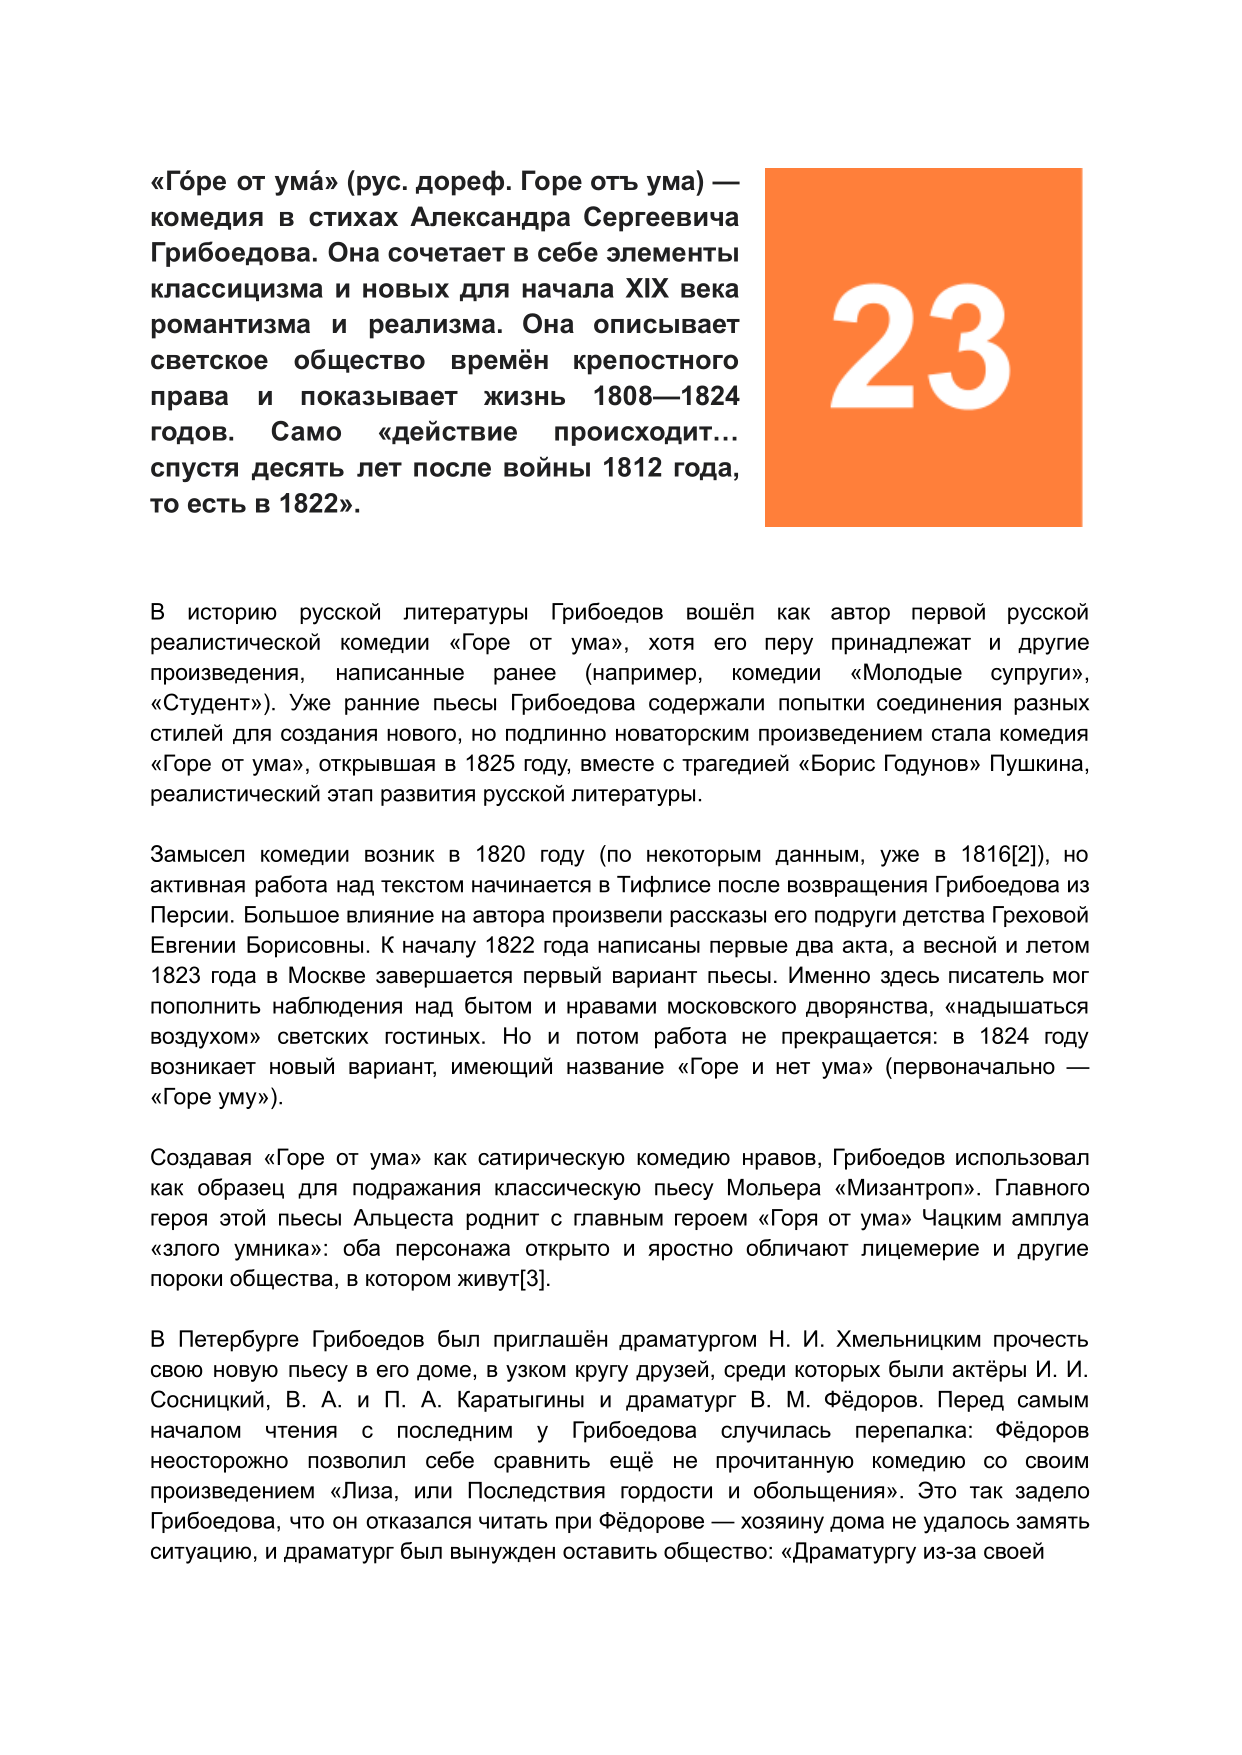 «Го́ре от ума́» (рус. дореф. Горе отъ ума) —
комедия в стихах Александра Сергеевича
Грибоедова. Она сочетает в себе элементы
классицизма и новых для начала XIX века
романтизма и реализма. Она описывает
светское общество времён крепостного
права и показывает жизнь 1808—1824
годов. Само «действие происходит…
спустя десять лет после войны 1812 года,
то есть в 1822».
23
В историю русской литературы Грибоедов вошёл как автор первой русской
реалистической комедии «Горе от ума», хотя его перу принадлежат и другие
произведения, написанные ранее (например, комедии «Молодые супруги»,
«Студент»). Уже ранние пьесы Грибоедова содержали попытки соединения разных
стилей для создания нового, но подлинно новаторским произведением стала комедия
«Горе от ума», открывшая в 1825 году, вместе с трагедией «Борис Годунов» Пушкина,
реалистический этап развития русской литературы.
Замысел комедии возник в 1820 году (по некоторым данным, уже в 1816[2]), но
активная работа над текстом начинается в Тифлисе после возвращения Грибоедова из
Персии. Большое влияние на автора произвели рассказы его подруги детства Греховой
Евгении Борисовны. К началу 1822 года написаны первые два акта, а весной и летом
1823 года в Москве завершается первый вариант пьесы. Именно здесь писатель мог
пополнить наблюдения над бытом и нравами московского дворянства, «надышаться
воздухом» светских гостиных. Но и потом работа не прекращается: в 1824 году
возникает новый вариант, имеющий название «Горе и нет ума» (первоначально —
«Горе уму»).
Создавая «Горе от ума» как сатирическую комедию нравов, Грибоедов использовал
как образец для подражания классическую пьесу Мольера «Мизантроп». Главного
героя этой пьесы Альцеста роднит с главным героем «Горя от ума» Чацким амплуа
«злого умника»: оба персонажа открыто и яростно обличают лицемерие и другие
пороки общества, в котором живут[3].
В Петербурге Грибоедов был приглашён драматургом Н. И. Хмельницким прочесть
свою новую пьесу в его доме, в узком кругу друзей, среди которых были актёры И. И.
Сосницкий, В. А. и П. А. Каратыгины и драматург В. М. Фёдоров. Перед самым
началом чтения с последним у Грибоедова случилась перепалка: Фёдоров
неосторожно позволил себе сравнить ещё не прочитанную комедию со своим
произведением «Лиза, или Последствия гордости и обольщения». Это так задело
Грибоедова, что он отказался читать при Фёдорове — хозяину дома не удалось замять
ситуацию, и драматург был вынужден оставить общество: «Драматургу из-за своей